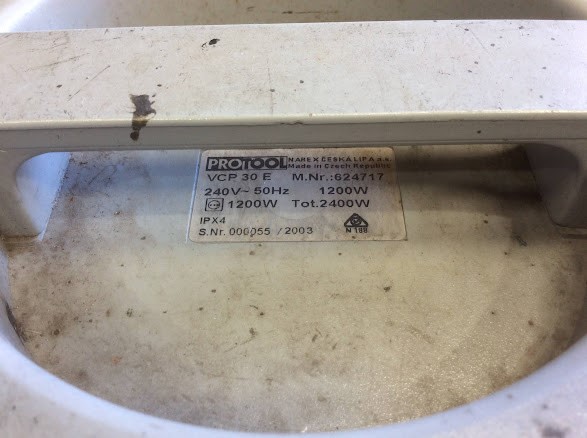 PROTOOL NAREX ČESKÁ LÍPA a.s.
Made in Czech Republic
VCP 30 E M.Nr.:624717
240V~ 50Hz 1200W
1200W Tot.2400W
IPX4
S.Nr. 000055 / 2003 N 188